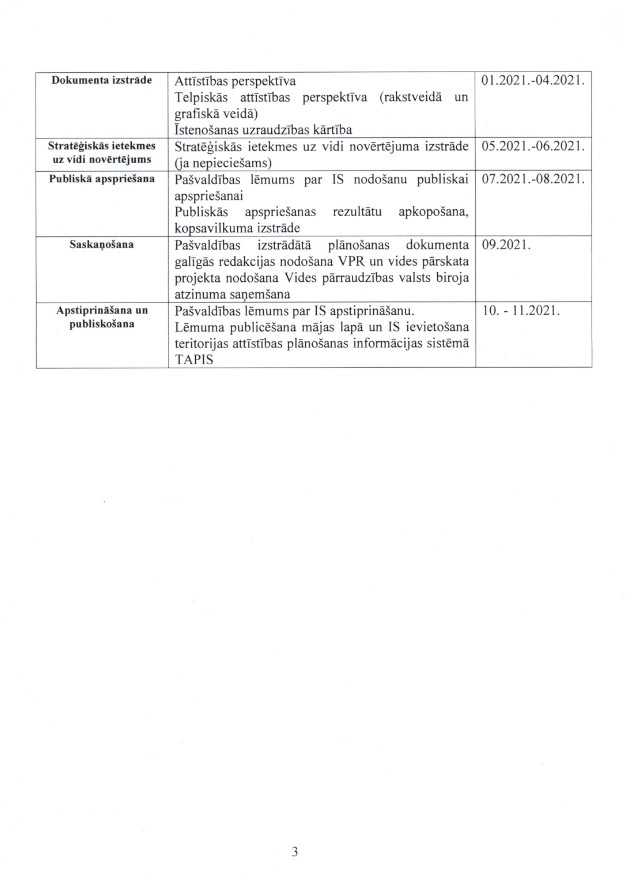 Dokumenta izstrāde
Attīstības perspektīva
Telpiskās attīstības perspektīva (rakstveidā un
grafiskā veidā)
Īstenošanas uzraudzības kārtība
01.2021.-04.2021.
Stratēģiskās ietekmes
uz vidi novērtējums
Stratēģiskās ietekmes uz vidi novērtējuma izstrāde
(ja nepieciešams)
05.2021.-06.2021.
Publiskā apspriešana
Pašvaldības lēmums par IS nodošanu publiskai
apspriešanai
Publiskās apspriešanas rezultātu apkopošana,
kopsavilkuma izstrāde
07.2021.-08.2021.
Saskaņošana
Pašvaldības izstrādātā plānošanas dokumenta
galīgās redakcijas nodošana VPR un vides pārskata
projekta nodošana Vides pārraudzības valsts biroja
atzinuma saņemšana
09.2021.
Apstiprināšana un
publiskošana
Pašvaldības lēmums par IS apstiprināšanu.
Lēmuma publicēšana mājas lapā un IS ievietošana
teritorijas attīstības plānošanas informācijas sistēmā
TAPIS
10. - 11.2021.
3